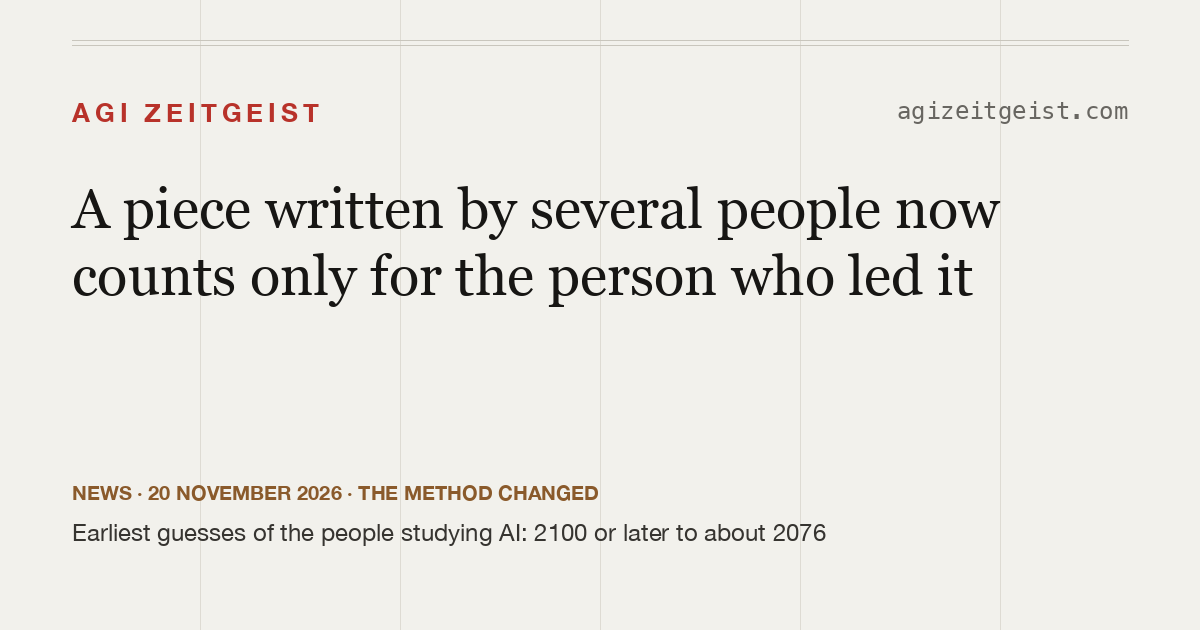 AGI ZEITGEIST
agizeitgeist.com
A piece written by several people now
counts only for the person who led it
NEWS · 20 NOVEMBER 2026 · THE METHOD CHANGED
Earliest guesses of the people studying AI: 2100 or later to about 2076